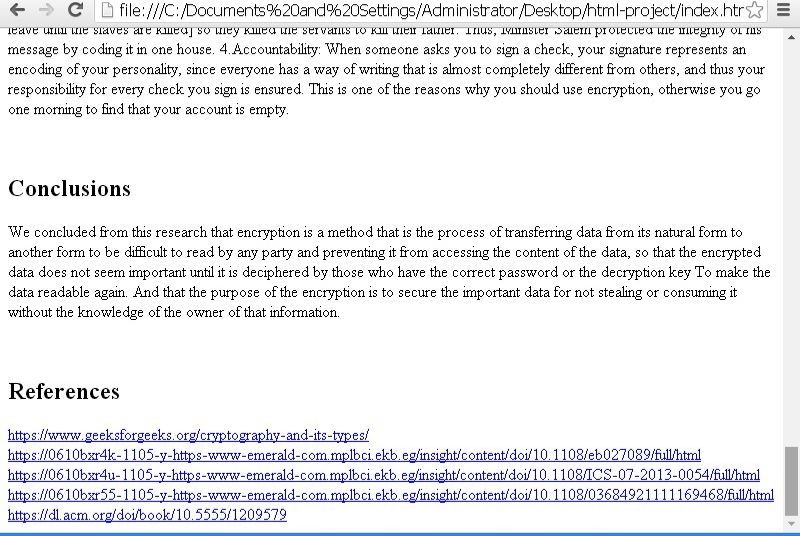 file:///C:/Documents%20and%20Settings/Administrator/Desktop/html-project/index.htm
leave until the slaves are killed] so they killed the servants to kill their father. Thus, Minister Salem protected the integrity of his
message by coding it in one house. 4.Accountability: When someone asks you to sign a check, your signature represents an
encoding of your personality, since everyone has a way of writing that is almost completely different from others, and thus your
responsibility for every check you sign is ensured. This is one of the reasons why you should use encryption, otherwise you go
one morning to find that your account is empty.
Conclusions
We concluded from this research that encryption is a method that is the process of transferring data from its natural form to
another form to be difficult to read by any party and preventing it from accessing the content of the data, so that the encrypted
data does not seem important until it is deciphered by those who have the correct password or the decryption key To make the
data readable again. And that the purpose of the encryption is to secure the important data for not stealing or consuming it
without the knowledge of the owner of that information.
References
https://www.geeksforgeeks.org/cryptography-and-its-types/
https://0610bxr4k-1105-y-https-www-emerald-com.mplbci.ekb.eg/insight/content/doi/10.1108/eb027089/full/html
https://0610bxr4u-1105-y-https-www-emerald-com.mplbci.ekb.eg/insight/content/doi/10.1108/ICS-07-2013-0054/full/html
https://0610bxr55-1105-y-https-www-emerald-com.mplbci.ekb.eg/insight/content/doi/10.1108/03684921111169468/full/html
https://dl.acm.org/doi/book/10.5555/1209579